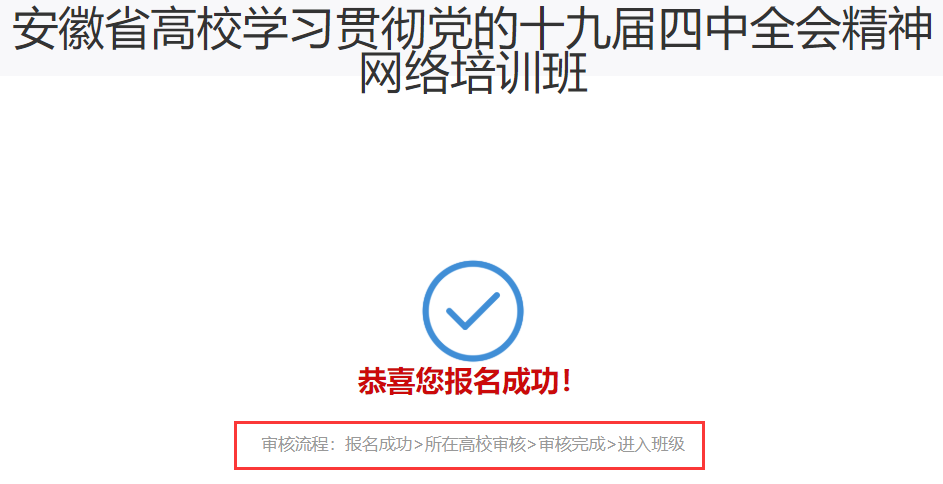 安徽省高校学习贯彻党的十九届四中全会精神
网络培训班
恭喜您报名成功！
审核流程：报名成功>所在高校审核>审核完成>进入班级